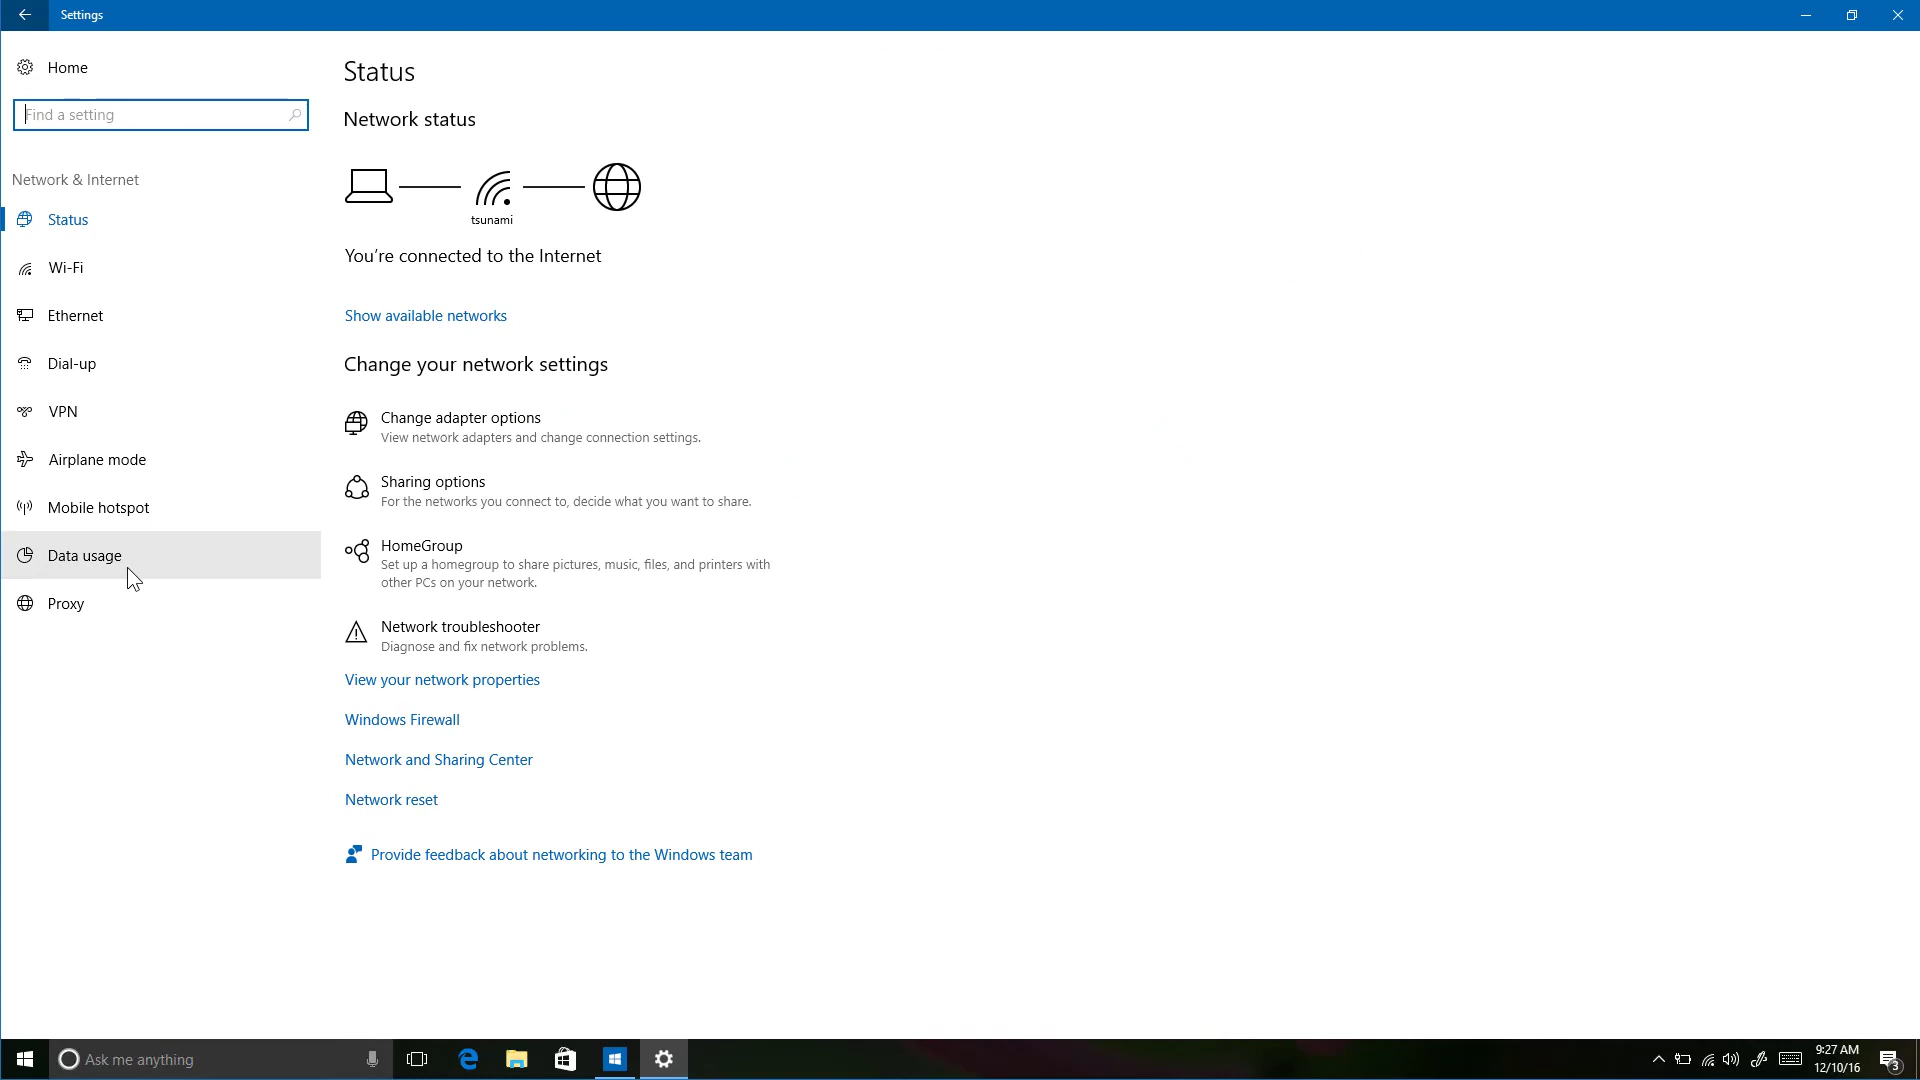 Settings
Home
Find a setting
Network & Internet
Status
Wi-Fi
Ethernet
Dial-up
VPN
Airplane mode
Mobile hotspot
Data usage
Proxy
Status
Network status
tsunami
You’re connected to the Internet
Show available networks
Change your network settings
Change adapter options
View network adapters and change connection settings.
Sharing options
For the networks you connect to, decide what you want to share.
HomeGroup
Set up a homegroup to share pictures, music, files, and printers with
other PCs on your network.
Network troubleshooter
Diagnose and fix network problems.
View your network properties
Windows Firewall
Network and Sharing Center
Network reset
Provide feedback about networking to the Windows team
Ask me anything
9:27 AM
12/10/16
3